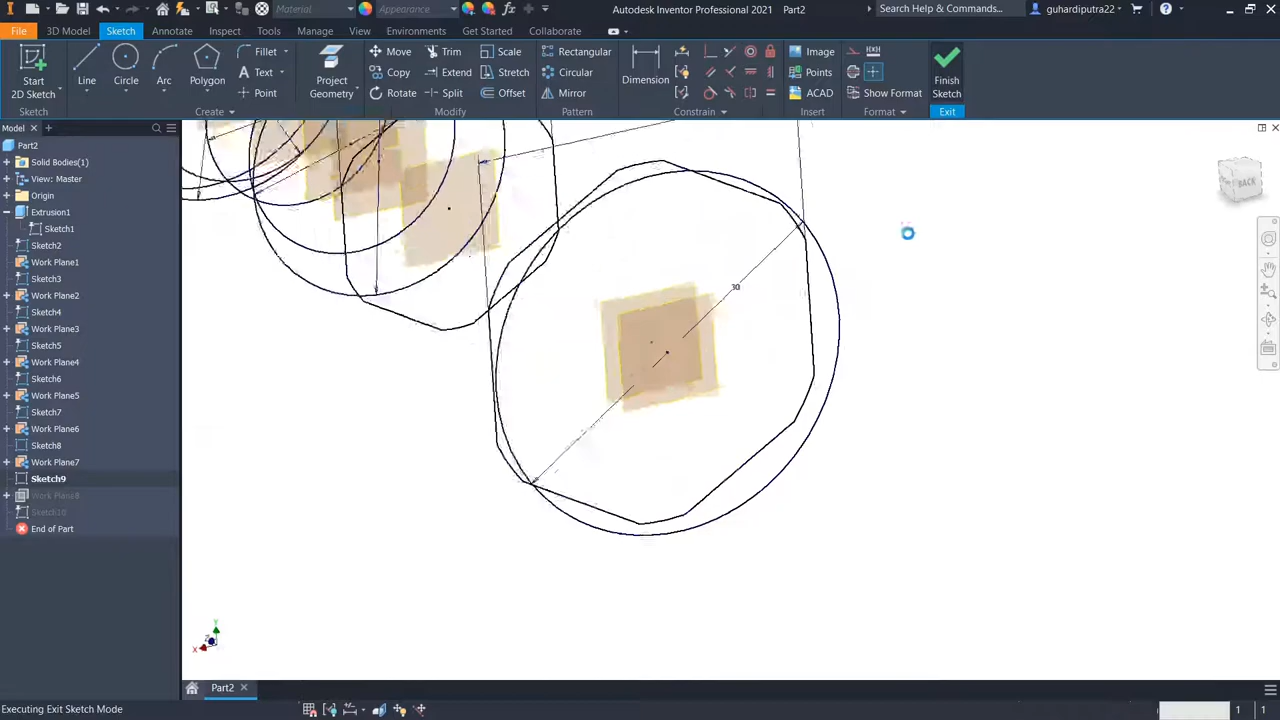 Material
Appearance
Autodesk Inventor Professional 2021 Part2
Search Help & Commands...
guhardiputra22
File 3D Model Sketch Annotate Inspect Tools Manage View Environments Get Started Collaborate
Start
2D Sketch
Line
Circle
Arc
Polygon
Fillet
Text
Point
Project
Geometry
Move
Copy
Rotate
Trim
Extend
Split
Scale
Stretch
Offset
Rectangular
Circular
Mirror
Dimension
Image
Points
ACAD
Show Format
Finish
Sketch
Sketch Create Modify Pattern Constrain Insert Format Exit
Model
Part2
Solid Bodies(1)
View: Master
Origin
Extrusion1
Sketch1
Sketch2
Work Plane1
Sketch3
Work Plane2
Sketch4
Work Plane3
Sketch5
Work Plane4
Sketch6
Work Plane5
Sketch7
Work Plane6
Sketch8
Work Plane7
Sketch9
Work Plane8
Sketch10
End of Part
BACK
Y
X
Part2
Executing Exit Sketch Mode
1 1